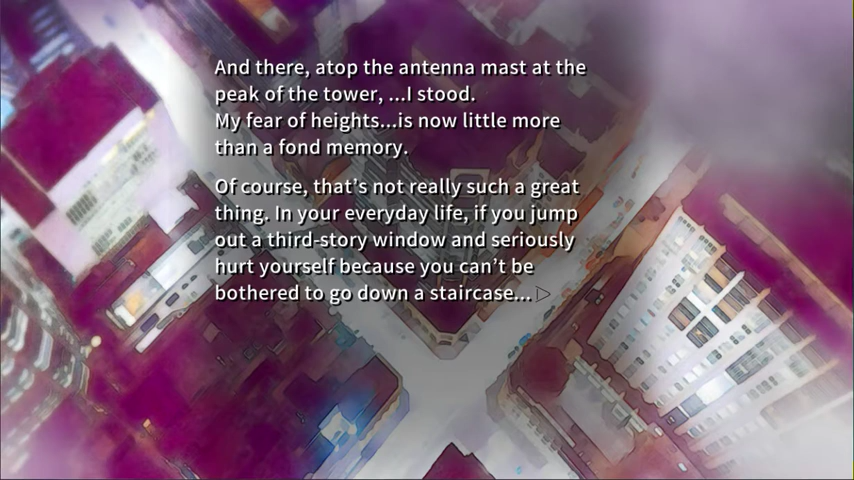 And there, atop the antenna mast at the
peak of the tower, ...I stood.
My fear of heights...is now little more
than a fond memory.
Of course, that's not really such a great
thing. In your everyday life, if you jump
out a third-story window and seriously
hurt yourself because you can't be
bothered to go down a staircase...